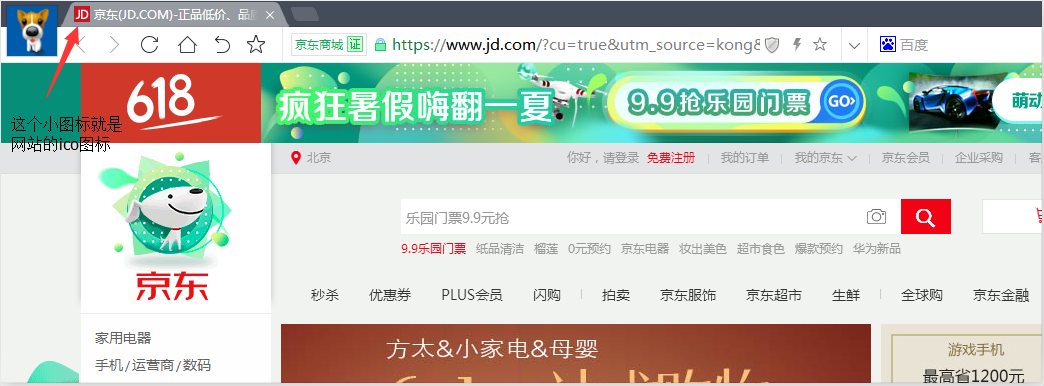 JD 京东(JD.COM)-正品低价、品
京东商城 证 https://www.jd.com/?cu=true&utm_source=kong& 百度
618
疯狂暑假嗨翻一夏
9.9抢乐园门票 GO>
萌动
这个小图标就是
网站的ico图标
北京
你好，请登录 免费注册 我的订单 我的京东 京东会员 企业采购 客
京东
乐园门票9.9元抢
9.9乐园门票 纸品清洁 榴莲 0元预约 京东电器 妆出美色 超市食色 爆款预约 华为新品
秒杀 优惠券 PLUS会员 闪购 拍卖 京东服饰 京东超市 生鲜 全球购 京东金融
家用电器
手机/运营商/数码
方太&小家电&母婴
游戏手机
最高省1200元